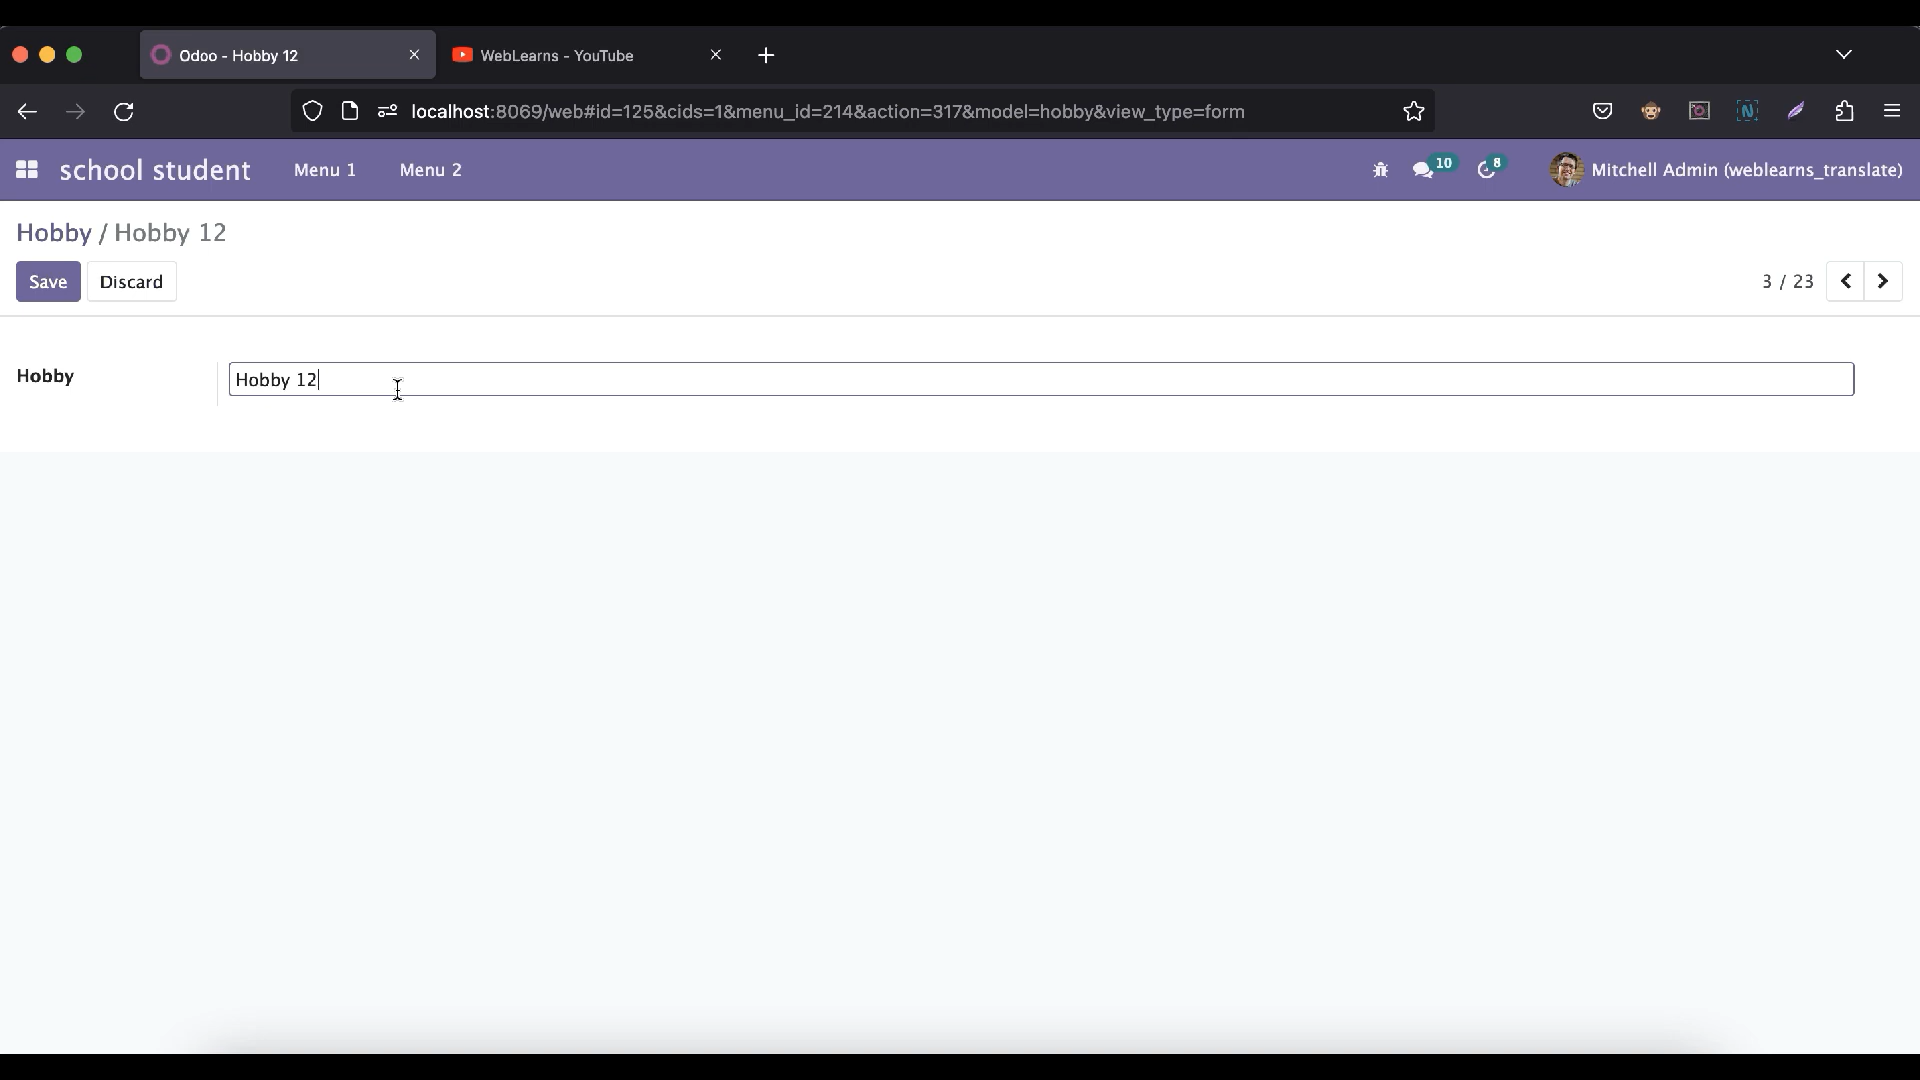 Odoo - Hobby 12
WebLearns - YouTube
localhost:8069/web#id=125&cids=1&menu_id=214&action=317&model=hobby&view_type=form
school student Menu 1 Menu 2 10 8 Mitchell Admin (weblearns_translate)
Hobby / Hobby 12
Save Discard 3 / 23
Hobby Hobby 12